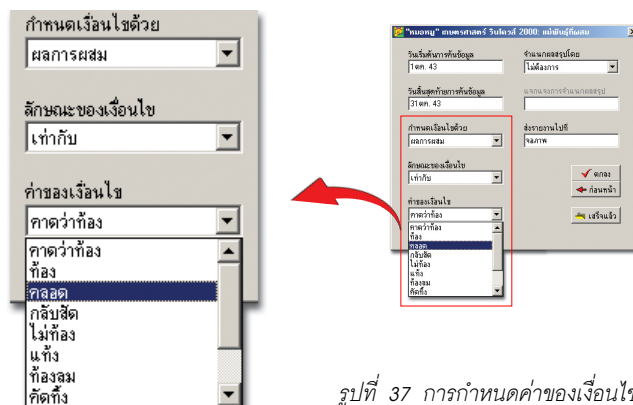 กำหนดเงื่อนไขด้วย
ผลการผสม
ลักษณะของเงื่อนไข
เท่ากับ
ค่าของเงื่อนไข
คาดว่าท้อง
คาดว่าท้อง
ท้อง
คลอด
กลับสัด
ไม่ท้อง
แท้ง
ท้องลม
คัดทิ้ง
"หมอหมู" เกษตรศาสตร์ วินโดวส์ 2000: แม่พันธุ์ที่ผสม
วันเริ่มต้นการค้นข้อมูล
1 ตค. 43
วันสิ้นสุดท้ายการค้นข้อมูล
31 ตค. 43
กำหนดเงื่อนไขด้วย
ผลการผสม
ลักษณะของเงื่อนไข
เท่ากับ
ค่าของเงื่อนไข
คาดว่าท้อง
คาดว่าท้อง
ท้อง
คลอด
กลับสัด
ไม่ท้อง
แท้ง
ท้องลม
คัดทิ้ง
จำแนกผลสรุปโดย
ไม่ต้องการ
แจกแจงการจำแนกผลสรุป
ส่งรายงานไปที่
จอภาพ
ตกลง
ก่อนหน้า
เสร็จแล้ว
รูปที่ 37 การกำหนดค่าของเงื่อนไข